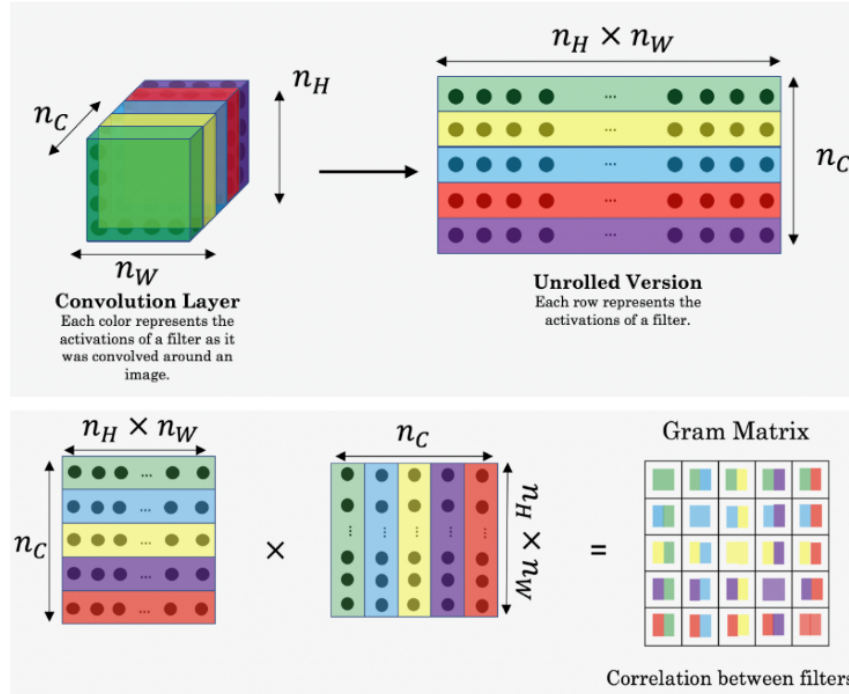 n_H × n_W
n_C
n_H
n_C
n_W
Convolution Layer
Each color represents the
activations of a filter as it
was convolved around an
image.
...
...
...
...
...
Unrolled Version
Each row represents the
activations of a filter.
n_H × n_W
n_C
...
...
...
...
...
×
n_C
n_H × n_W
...
...
...
...
...
=
Gram Matrix
Correlation between filters